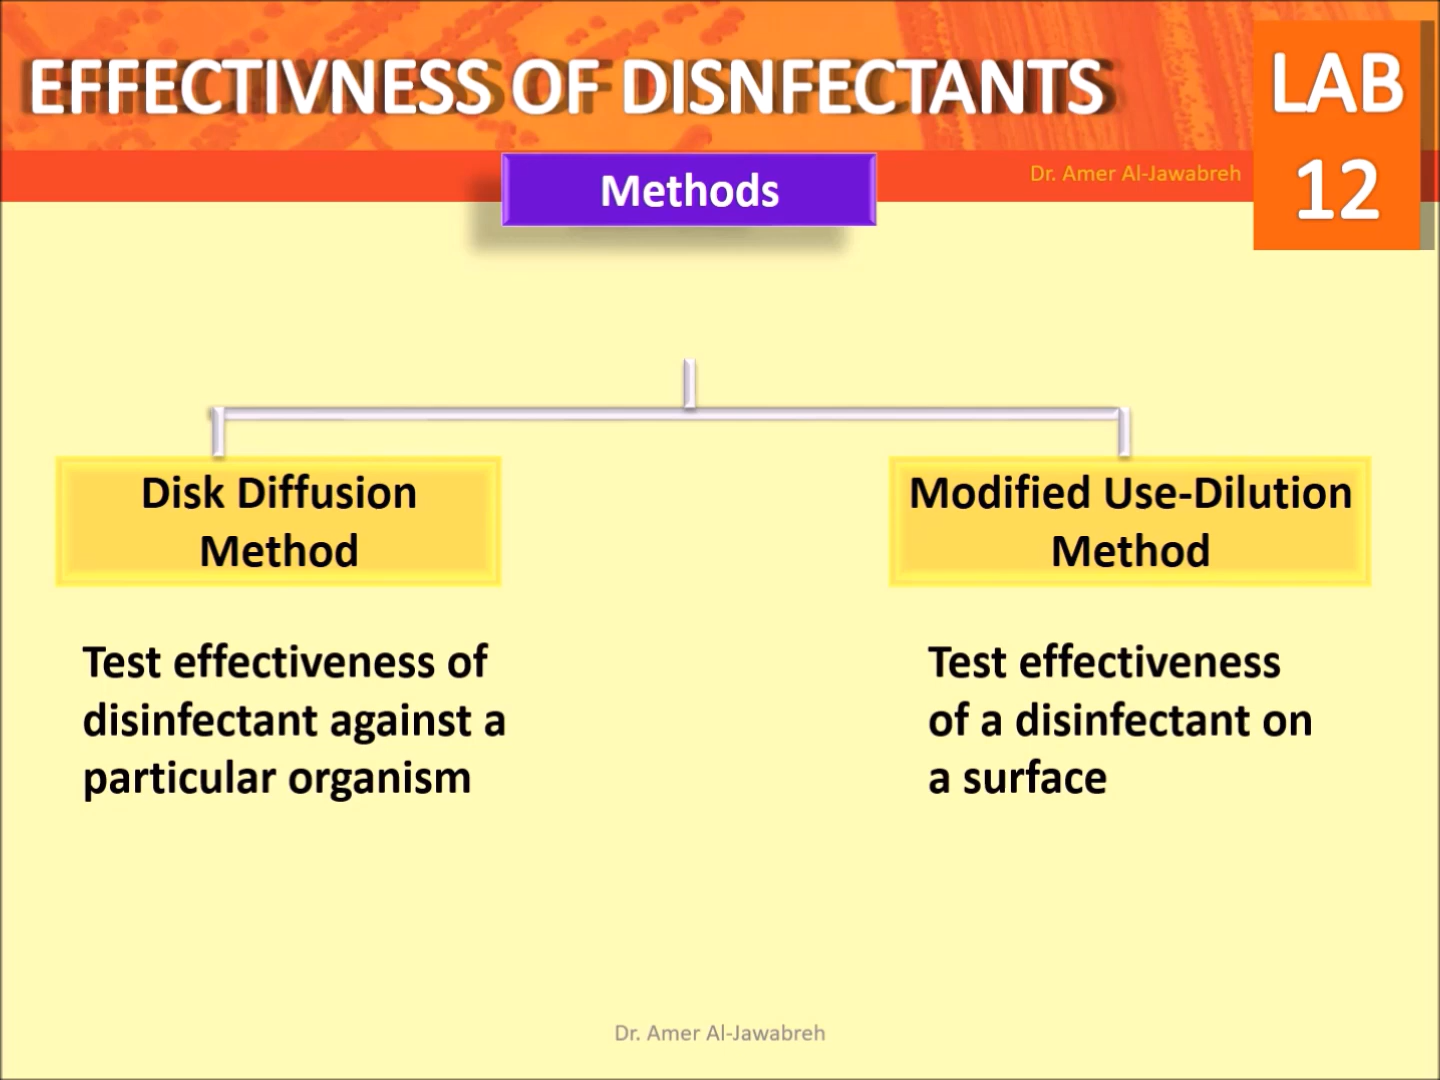 EFFECTIVNESS OF DISNFECTANTS
LAB
12
Dr. Amer Al-Jawabreh
Methods
Disk Diffusion
Method
Modified Use-Dilution
Method
Test effectiveness of
disinfectant against a
particular organism
Test effectiveness
of a disinfectant on
a surface
Dr. Amer Al-Jawabreh